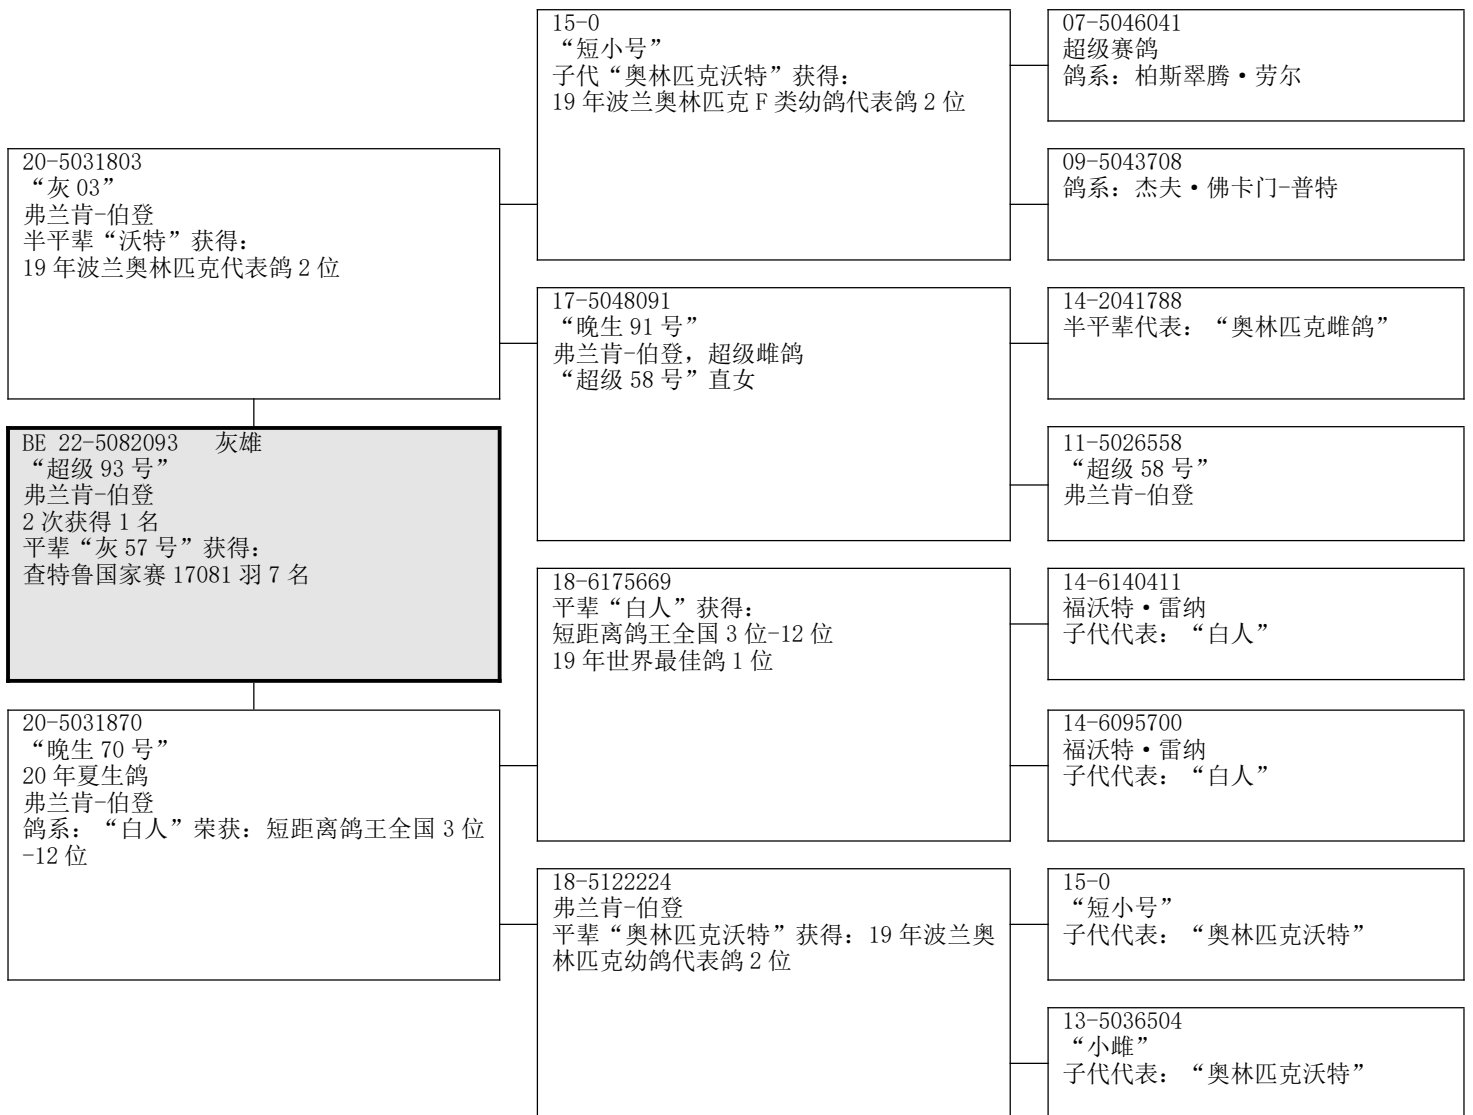 15-0
“短小号”
子代“奥林匹克沃特”获得：
19 年波兰奥林匹克 F 类幼鸽代表鸽 2 位
07-5046041
超级赛鸽
鸽系：柏斯翠腾·劳尔
20-5031803
“灰 03”
弗兰肯-伯登
半平辈“沃特”获得：
19 年波兰奥林匹克代表鸽 2 位
09-5043708
鸽系：杰夫·佛卡门-普特
17-5048091
“晚生 91 号”
弗兰肯-伯登，超级雌鸽
“超级 58 号”直女
14-2041788
半平辈代表：“奥林匹克雌鸽”
BE 22-5082093 灰雄
“超级 93 号”
弗兰肯-伯登
2 次获得 1 名
平辈“灰 57 号”获得：
查特鲁国家赛 17081 羽 7 名
11-5026558
“超级 58 号”
弗兰肯-伯登
18-6175669
平辈“白人”获得：
短距离鸽王全国 3 位-12 位
19 年世界最佳鸽 1 位
14-6140411
福沃特·雷纳
子代代表：“白人”
20-5031870
“晚生 70 号”
20 年夏生鸽
弗兰肯-伯登
鸽系：“白人”荣获：短距离鸽王全国 3 位
-12 位
14-6095700
福沃特·雷纳
子代代表：“白人”
18-5122224
弗兰肯-伯登
平辈“奥林匹克沃特”获得：19 年波兰奥
林匹克幼鸽代表鸽 2 位
15-0
“短小号”
子代代表：“奥林匹克沃特”
13-5036504
“小雌”
子代代表：“奥林匹克沃特”